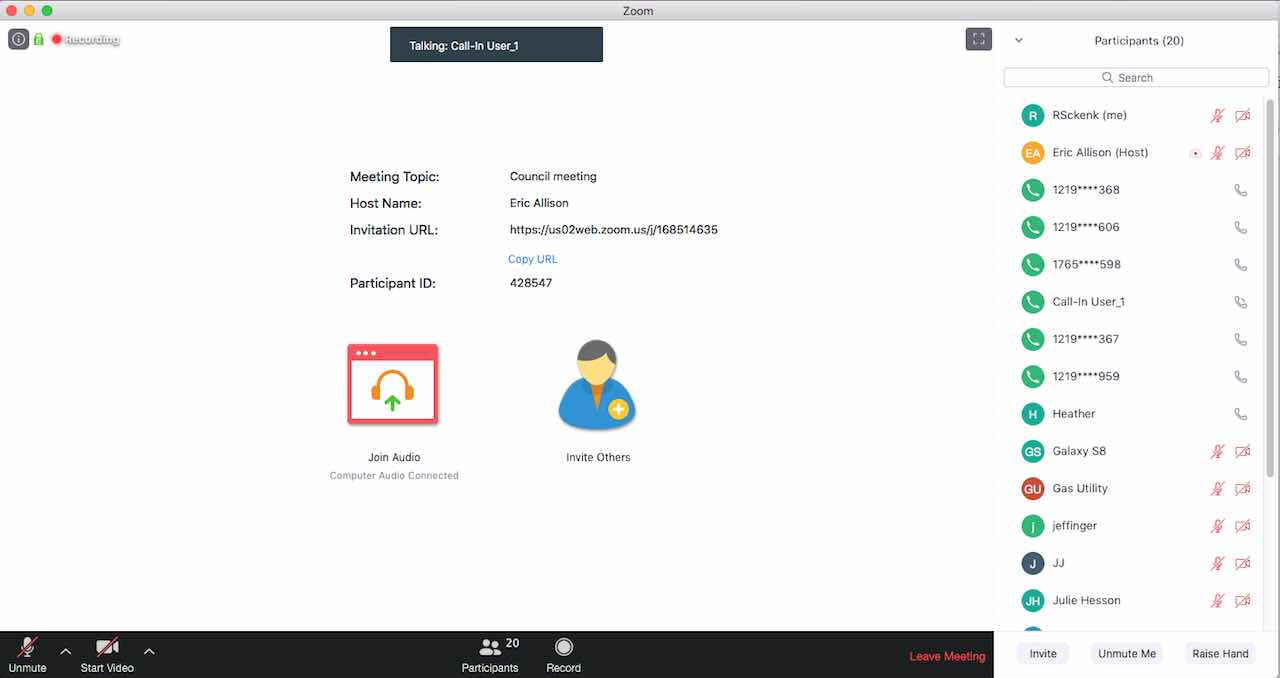 Zoom
Recording
Talking: Call-In User_1
Meeting Topic: Council meeting
Host Name: Eric Allison
Invitation URL: https://us02web.zoom.us/j/168514635
Copy URL
Participant ID: 428547
Join Audio
Computer Audio Connected
Invite Others
Participants (20)
Search
R RSckenk (me)
EA Eric Allison (Host)
1219****368
1219****606
1765****598
Call-In User_1
1219****367
1219****959
H Heather
GS Galaxy S8
GU Gas Utility
j jeffinger
J JJ
JH Julie Hesson
Unmute
Start Video
20
Participants
Record
Leave Meeting
Invite
Unmute Me
Raise Hand